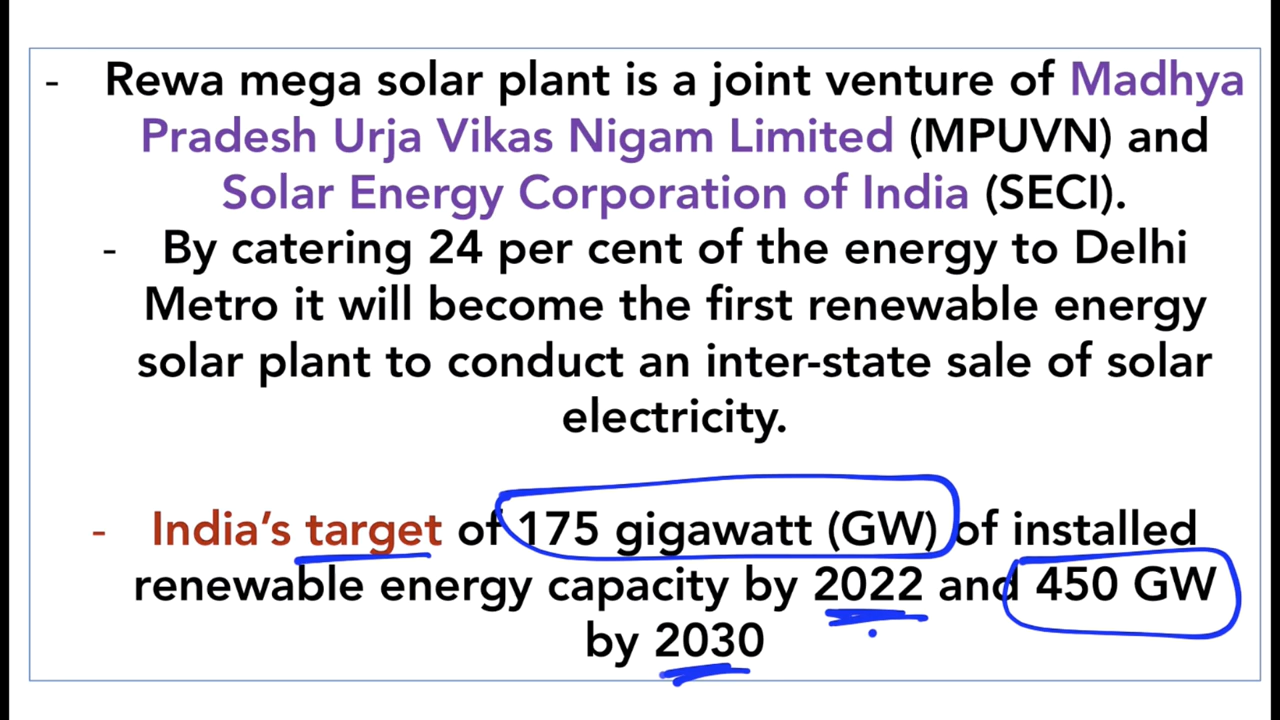 - Rewa mega solar plant is a joint venture of Madhya
Pradesh Urja Vikas Nigam Limited (MPUVN) and
Solar Energy Corporation of India (SECI).
- By catering 24 per cent of the energy to Delhi
Metro it will become the first renewable energy
solar plant to conduct an inter-state sale of solar
electricity.
- India’s target of 175 gigawatt (GW) of installed
renewable energy capacity by 2022 and 450 GW
by 2030